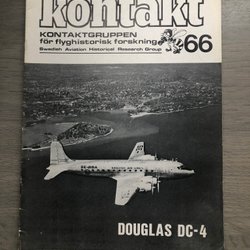 kontakt
KONTAKTGRUPPEN
för flyghistorisk forskning
Swedish Aviation Historical Research Group
66
DOUGLAS DC-4